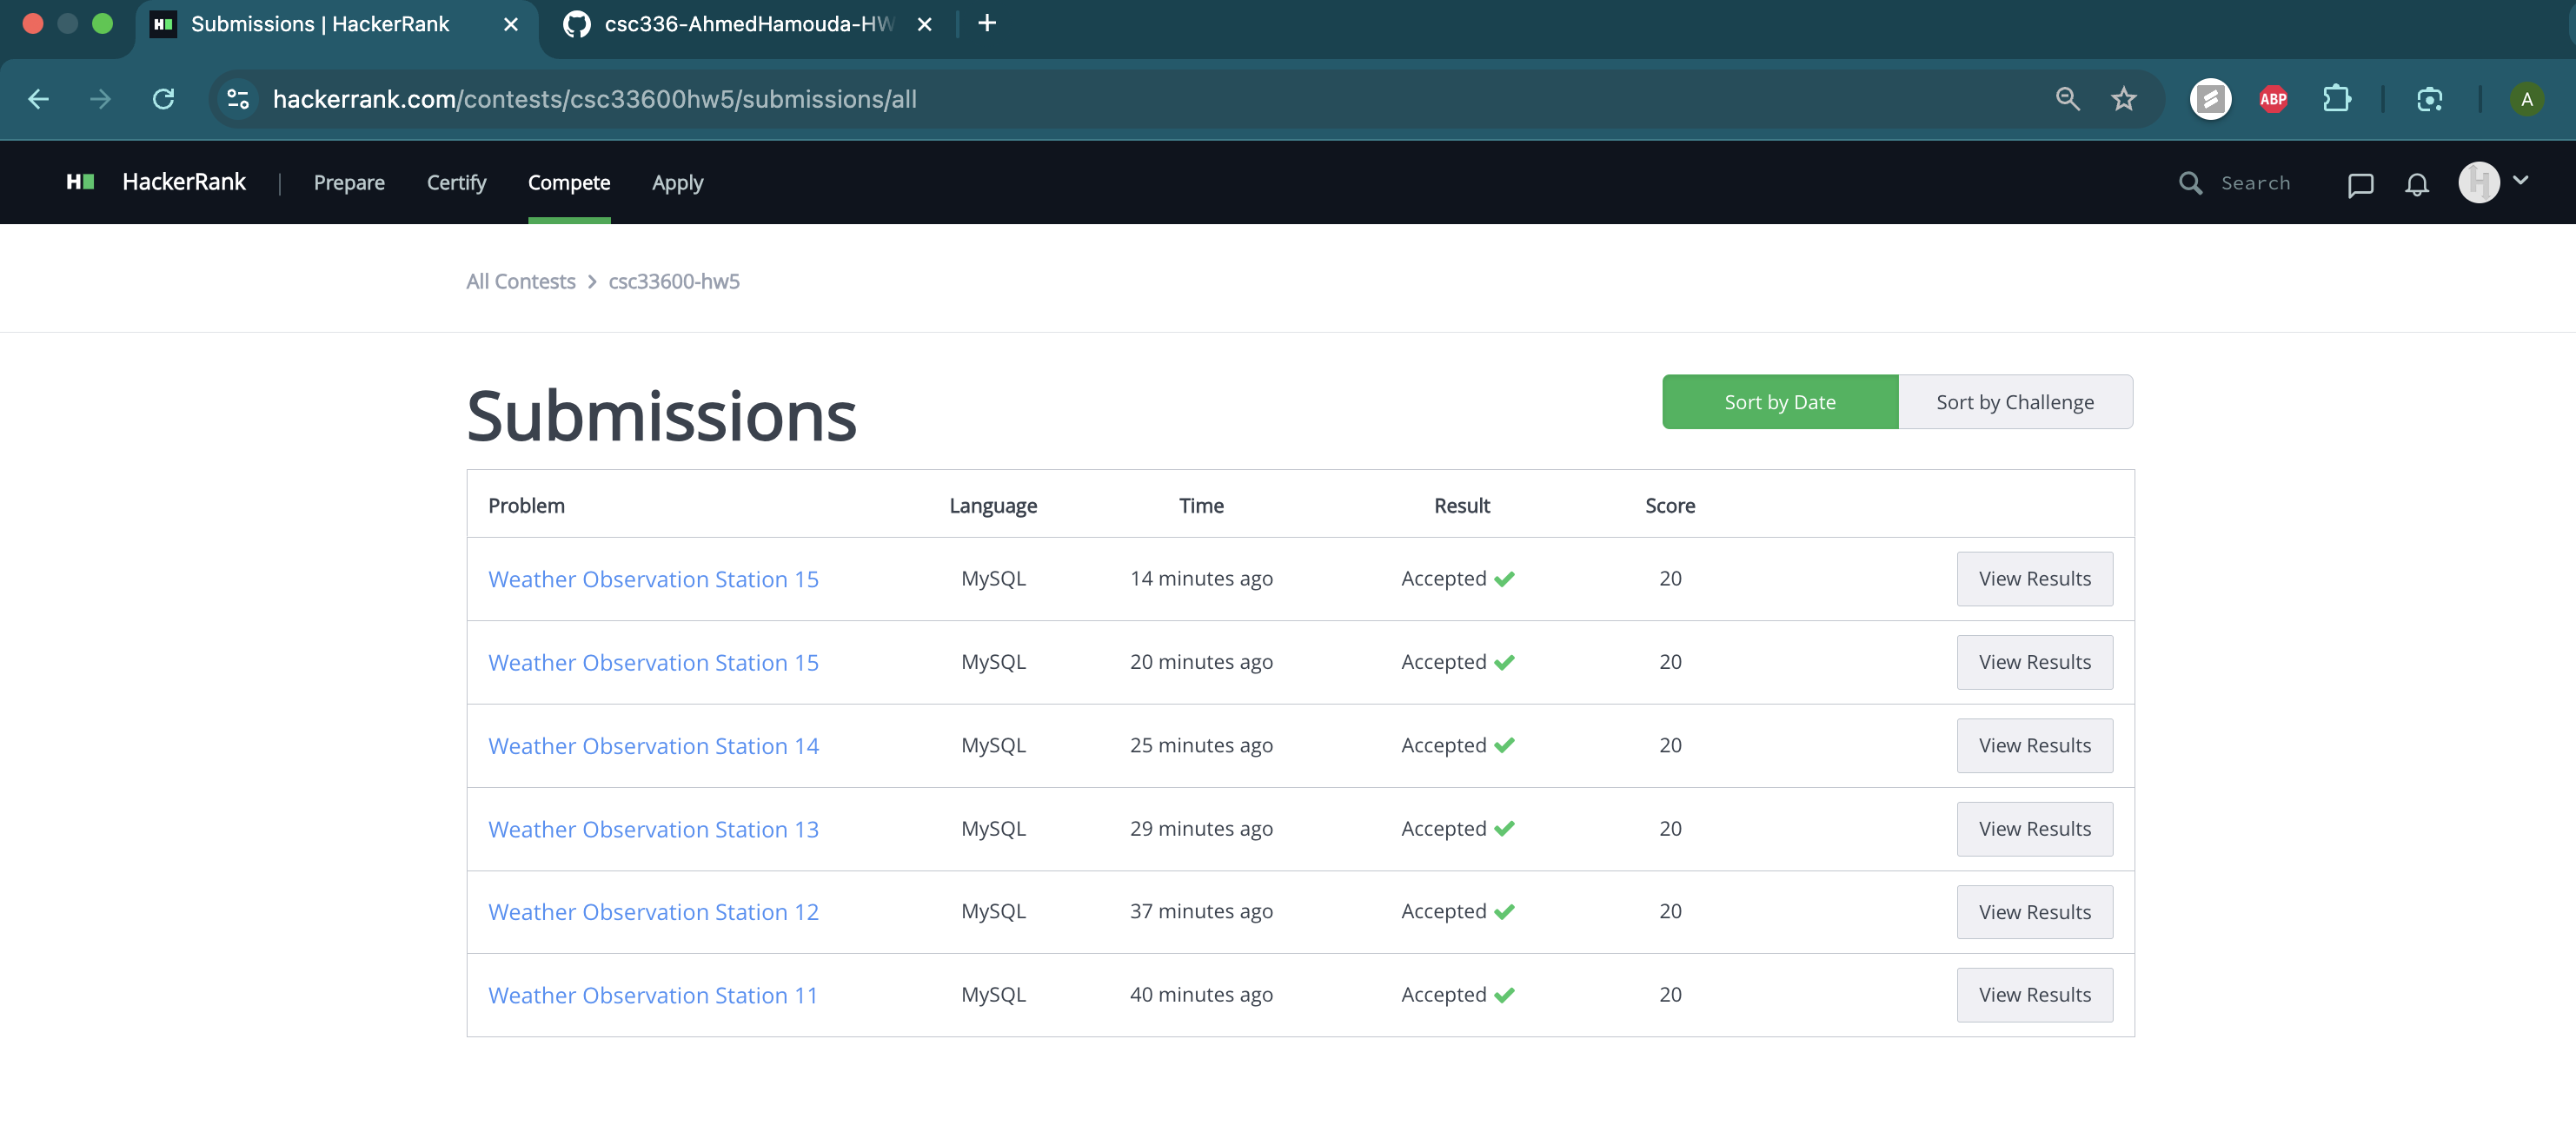 Submissions | HackerRank
csc336-AhmedHamouda-HW
hackerrank.com/contests/csc33600hw5/submissions/all
ABP
A
HackerRank | Prepare Certify Compete Apply Search
All Contests > csc33600-hw5
Submissions
Sort by Date Sort by Challenge
Problem Language Time Result Score
Weather Observation Station 15 MySQL 14 minutes ago Accepted 20 View Results
Weather Observation Station 15 MySQL 20 minutes ago Accepted 20 View Results
Weather Observation Station 14 MySQL 25 minutes ago Accepted 20 View Results
Weather Observation Station 13 MySQL 29 minutes ago Accepted 20 View Results
Weather Observation Station 12 MySQL 37 minutes ago Accepted 20 View Results
Weather Observation Station 11 MySQL 40 minutes ago Accepted 20 View Results